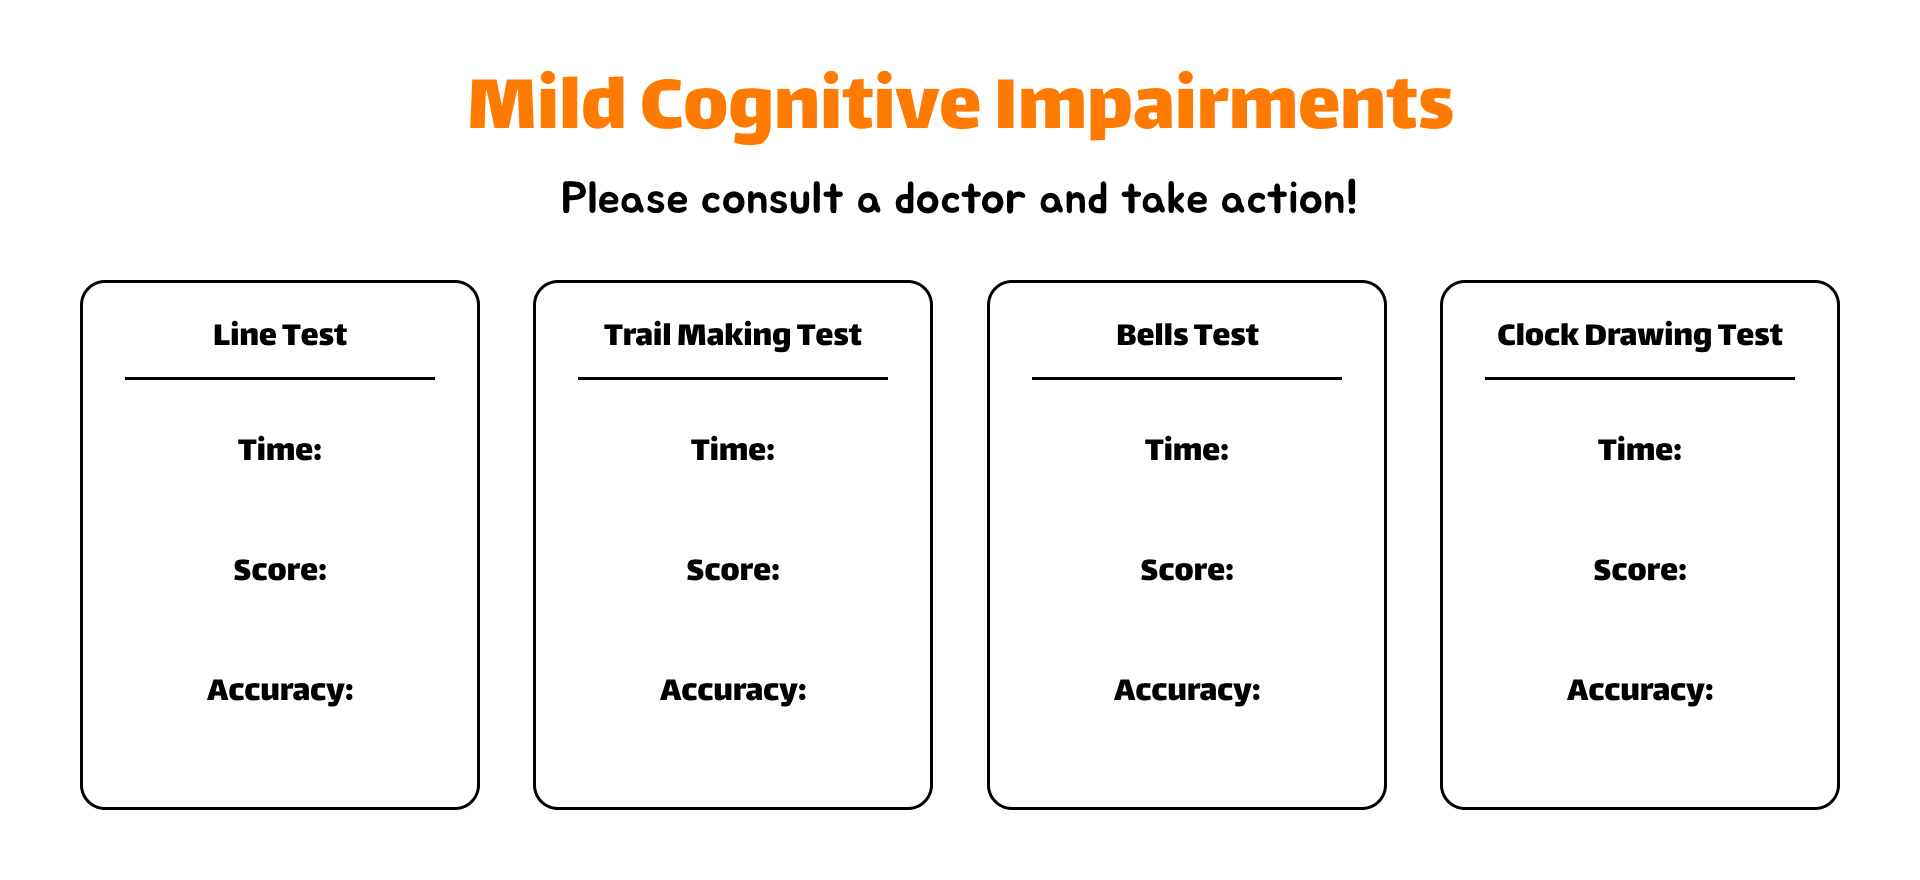 Mild Cognitive Impairments
Please consult a doctor and take action!
Line Test
Time:
Score:
Accuracy:
Trail Making Test
Time:
Score:
Accuracy:
Bells Test
Time:
Score:
Accuracy:
Clock Drawing Test
Time:
Score:
Accuracy: